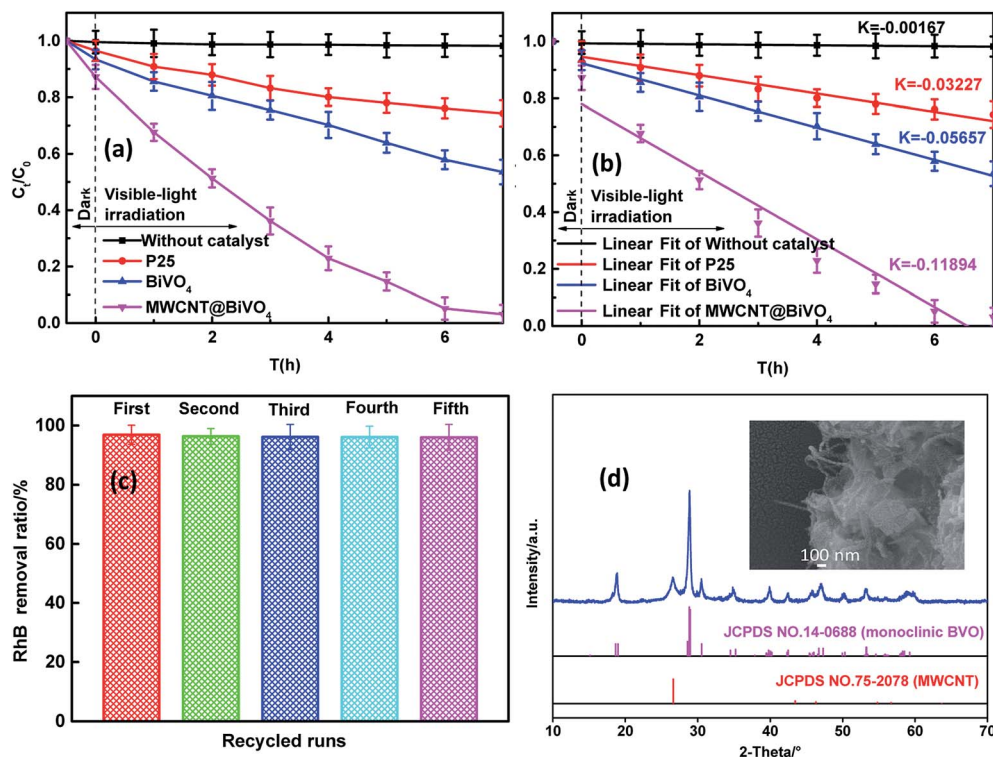 (a)
C_t/C_0
1.0
0.8
0.6
0.4
0.2
0.0
Dark
Visible-light
irradiation
Without catalyst
P25
BiVO₄
MWCNT@BiVO₄
0 2 4 6
T(h)
(b)
K=-0.00167
K=-0.03227
K=-0.05657
K=-0.11894
Dark
Visible-light
irradiation
Linear Fit of Without catalyst
Linear Fit of P25
Linear Fit of BiVO₄
Linear Fit of MWCNT@BiVO₄
0 2 4 6
T(h)
First Second Third Fourth Fifth
(c)
RhB removal ratio/%
100
80
60
40
20
0
Recycled runs
(d)
100 nm
Intensity/a.u.
JCPDS NO.14-0688 (monoclinic BVO)
JCPDS NO.75-2078 (MWCNT)
10 20 30 40 50 60 70
2-Theta/°